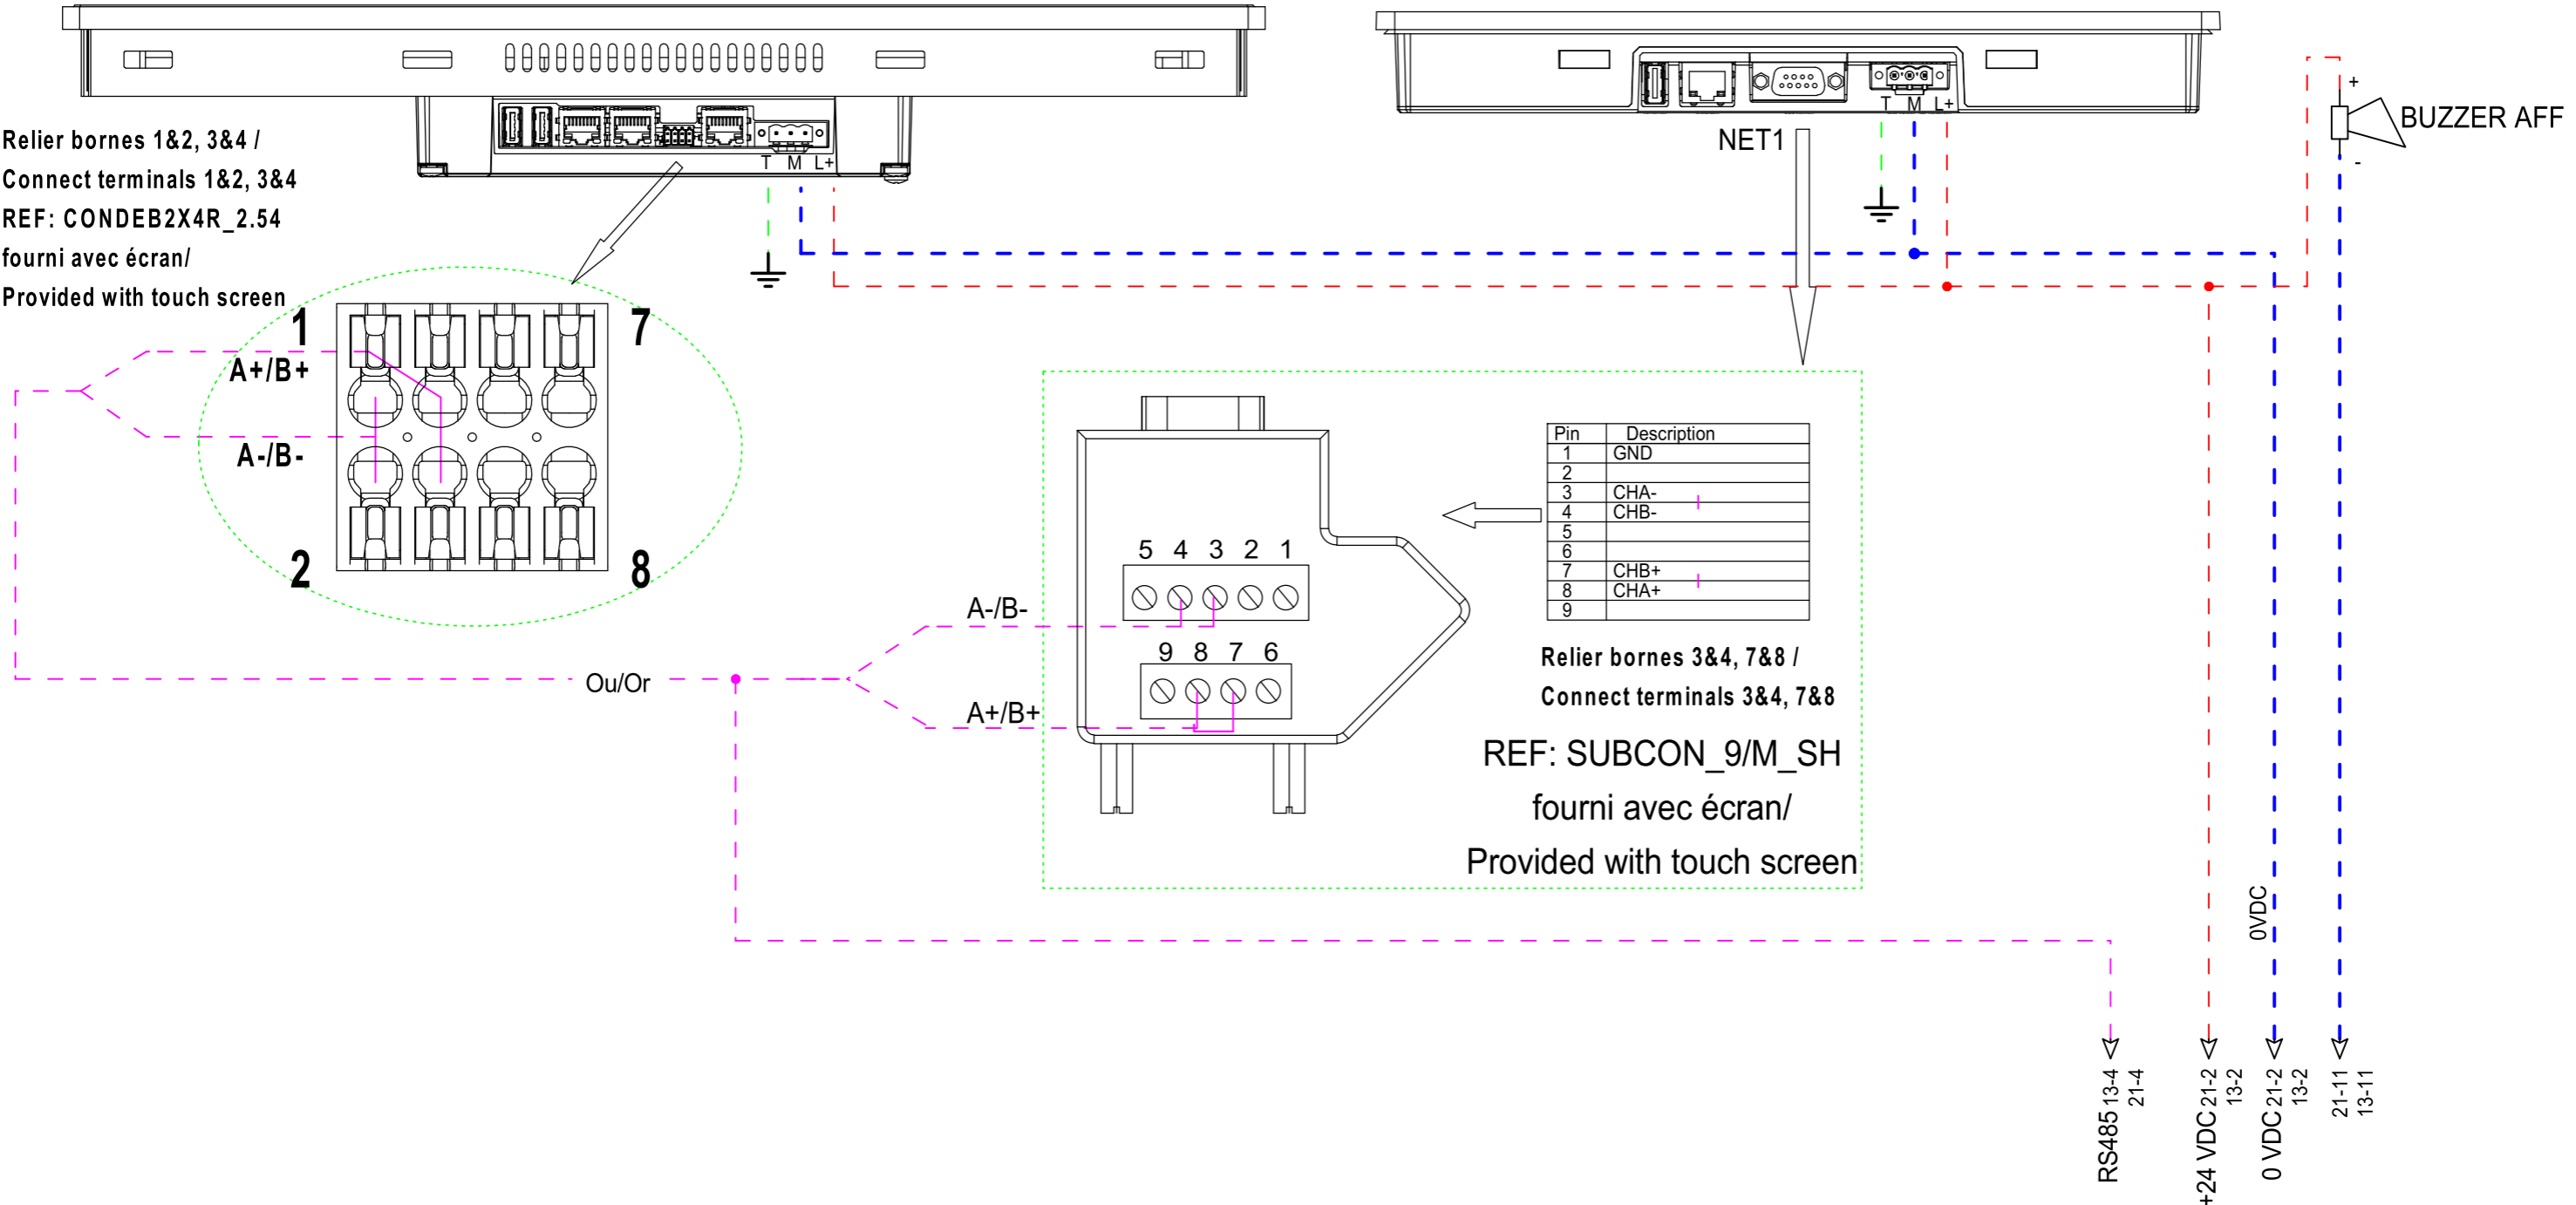 T M L+
T M L+
+
BUZZER AFF
-
NET1
Relier bornes 1&2, 3&4 /
Connect terminals 1&2, 3&4
REF: CONDEB2X4R_2.54
fourni avec écran/
Provided with touch screen
1
7
A+/B+
A-/B-
2
8
Pin Description
1 GND
2
3 CHA-
4 CHB-
5
6
7 CHB+
8 CHA+
9
5 4 3 2 1
A-/B-
9 8 7 6
A+/B+
Ou/Or
Relier bornes 3&4, 7&8 /
Connect terminals 3&4, 7&8
REF: SUBCON_9/M_SH
fourni avec écran/
Provided with touch screen
0VDC
RS485 13-4
21-4
+24 VDC 21-2
13-2
0 VDC 21-2
13-2
21-11
13-11